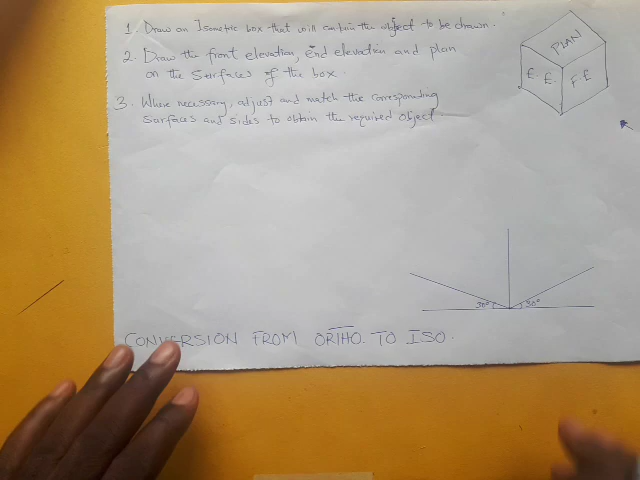 1. Draw an Isometric box that will contain the object to be drawn.
2. Draw the front elevation, end elevation and plan
on the surfaces of the box.
3. Where necessary, adjust and match the corresponding
surfaces and sides to obtain the required object.
PLAN
E. E.
F. E
30°
30°
CONVERSION FROM ORTHO. TO ISO.